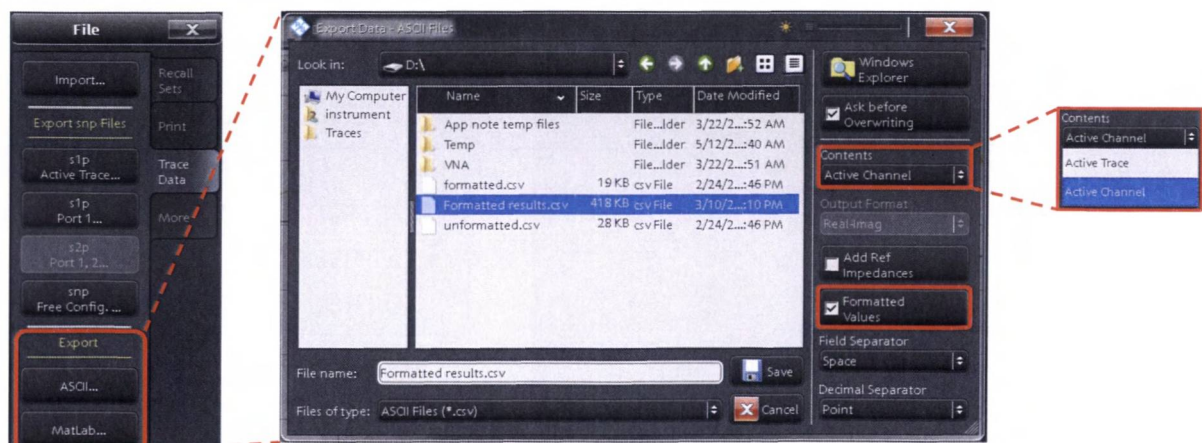 File
Import...
Export snp Files
s1p
Active Trace...
s1p
Port 1...
s2p
Port 1, 2...
snp
Free Config. ...
Export
ASCII...
MatLab...
Recall
Sets
Print
Trace
Data
More
Export Data - ASCII Files
Look in:
D:\
My Computer
instrument
Traces
Name Size Type Date Modified
App note temp files File...lder 3/22/2...:52 AM
Temp File...lder 5/12/2...:40 AM
VNA File...lder 3/22/2...:51 AM
formatted.csv 19 KB csv File 2/24/2...:46 PM
Formatted results.csv 418 KB csv File 3/10/2...:10 PM
unformatted.csv 28 KB csv File 2/24/2...:46 PM
File name: Formatted results.csv Save
Files of type: ASCII Files (*.csv) Cancel
Windows
Explorer
Ask before
Overwriting
Contents
Active Channel
Output Format
Real-Imag
Add Ref
Impedances
Formatted
Values
Field Separator
Space
Decimal Separator
Point
Contents
Active Channel
Active Trace
Active Channel